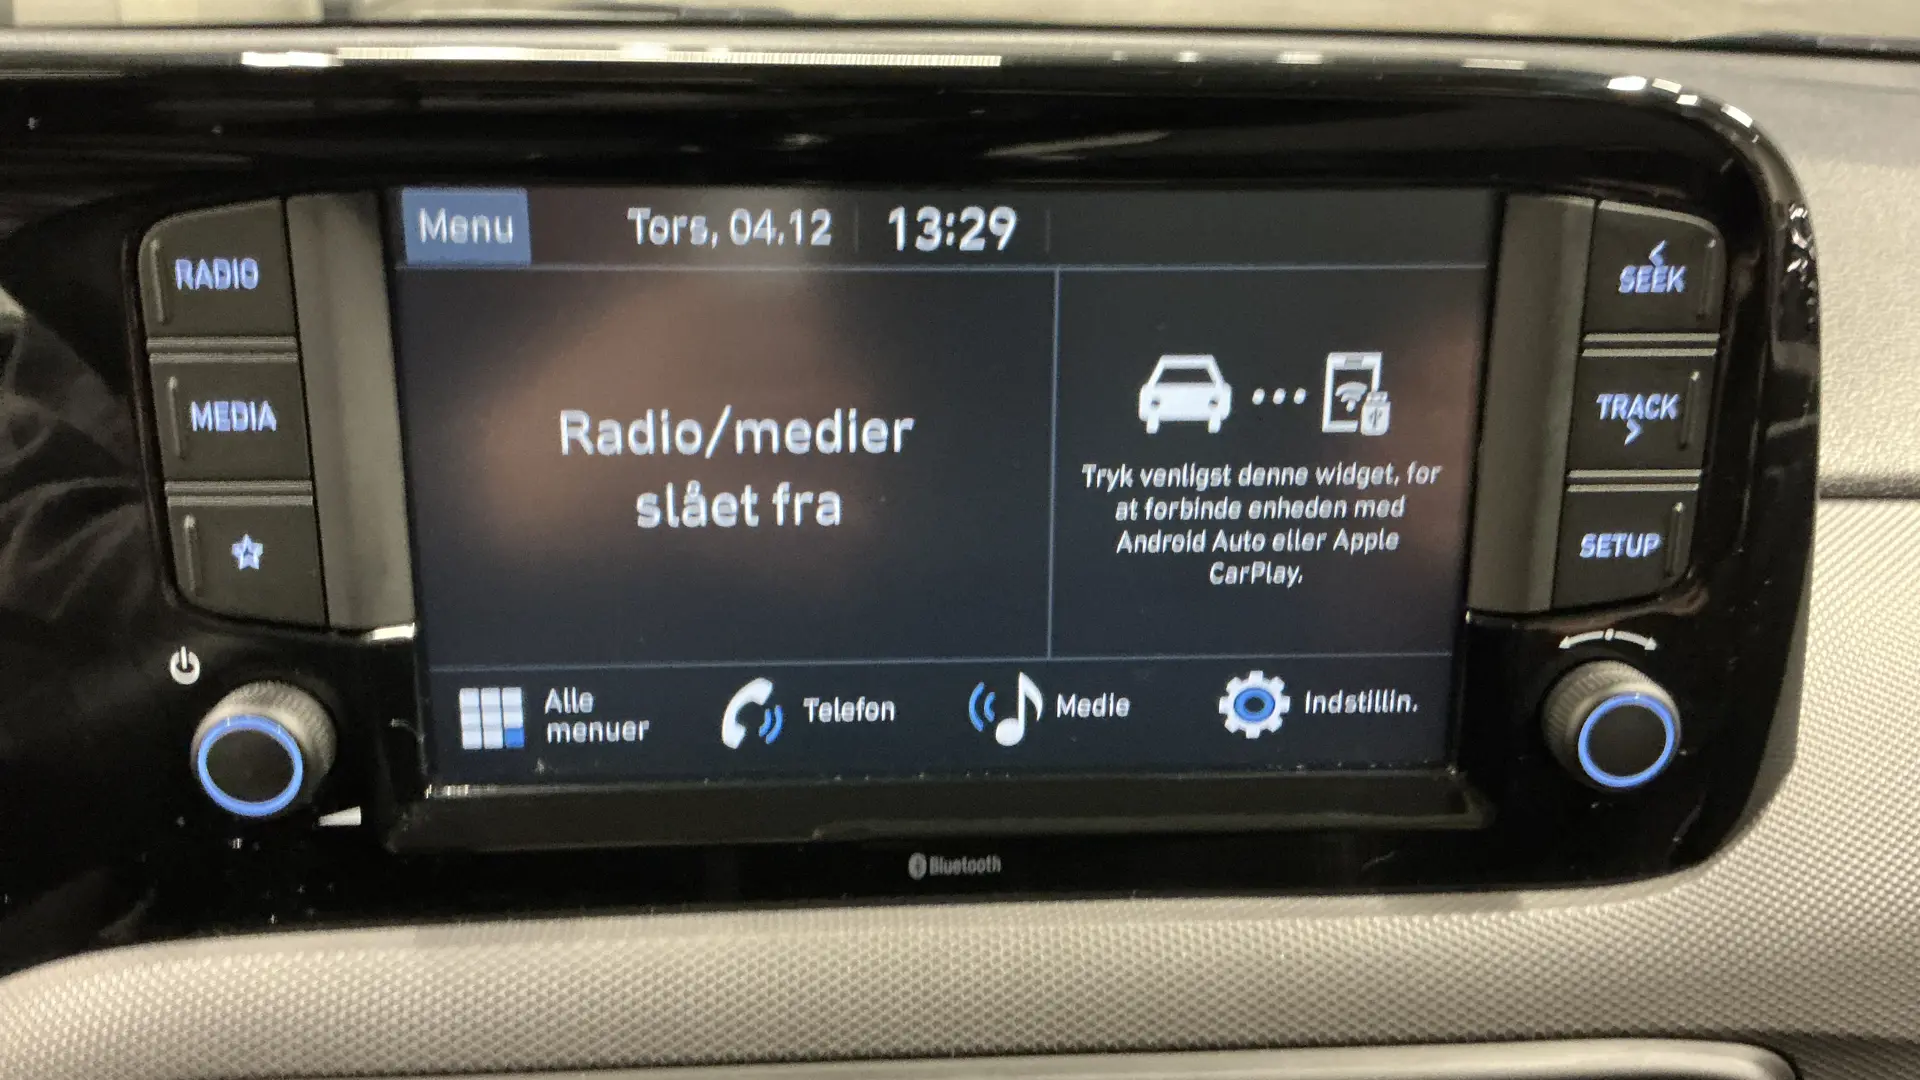 Menu
Tors, 04.12
13:29
RADIO
MEDIA
Radio/medier
slået fra
Tryk venligst denne widget, for
at forbinde enheden med
Android Auto eller Apple
CarPlay.
SEEK
TRACK
SETUP
Alle
menuer
Telefon
Medie
Indstillin.
Bluetooth